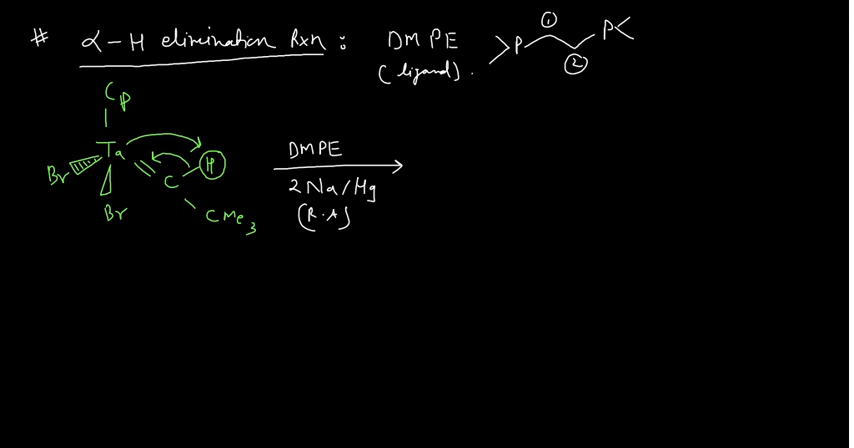 # α-H elimination Rxn : DMPE P ① ② P
(ligand).
Cp
Ta H
Br C
Br CMe3
DMPE
2Na/Hg
(R.A)